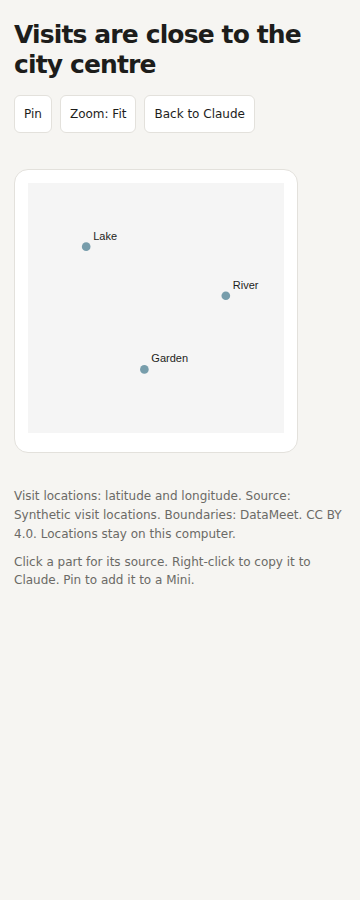 Visits are close to the
city centre
Pin
Zoom: Fit
Back to Claude
Lake
River
Garden
Visit locations: latitude and longitude. Source:
Synthetic visit locations. Boundaries: DataMeet. CC BY
4.0. Locations stay on this computer.
Click a part for its source. Right-click to copy it to
Claude. Pin to add it to a Mini.